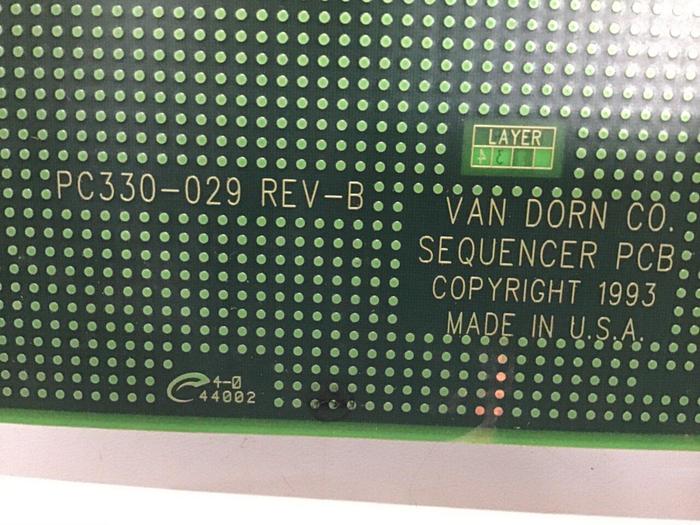 LAYER
PC330-029 REV-B
VAN DORN CO.
SEQUENCER PCB
COPYRIGHT 1993
MADE IN U.S.A.
4-0
44002